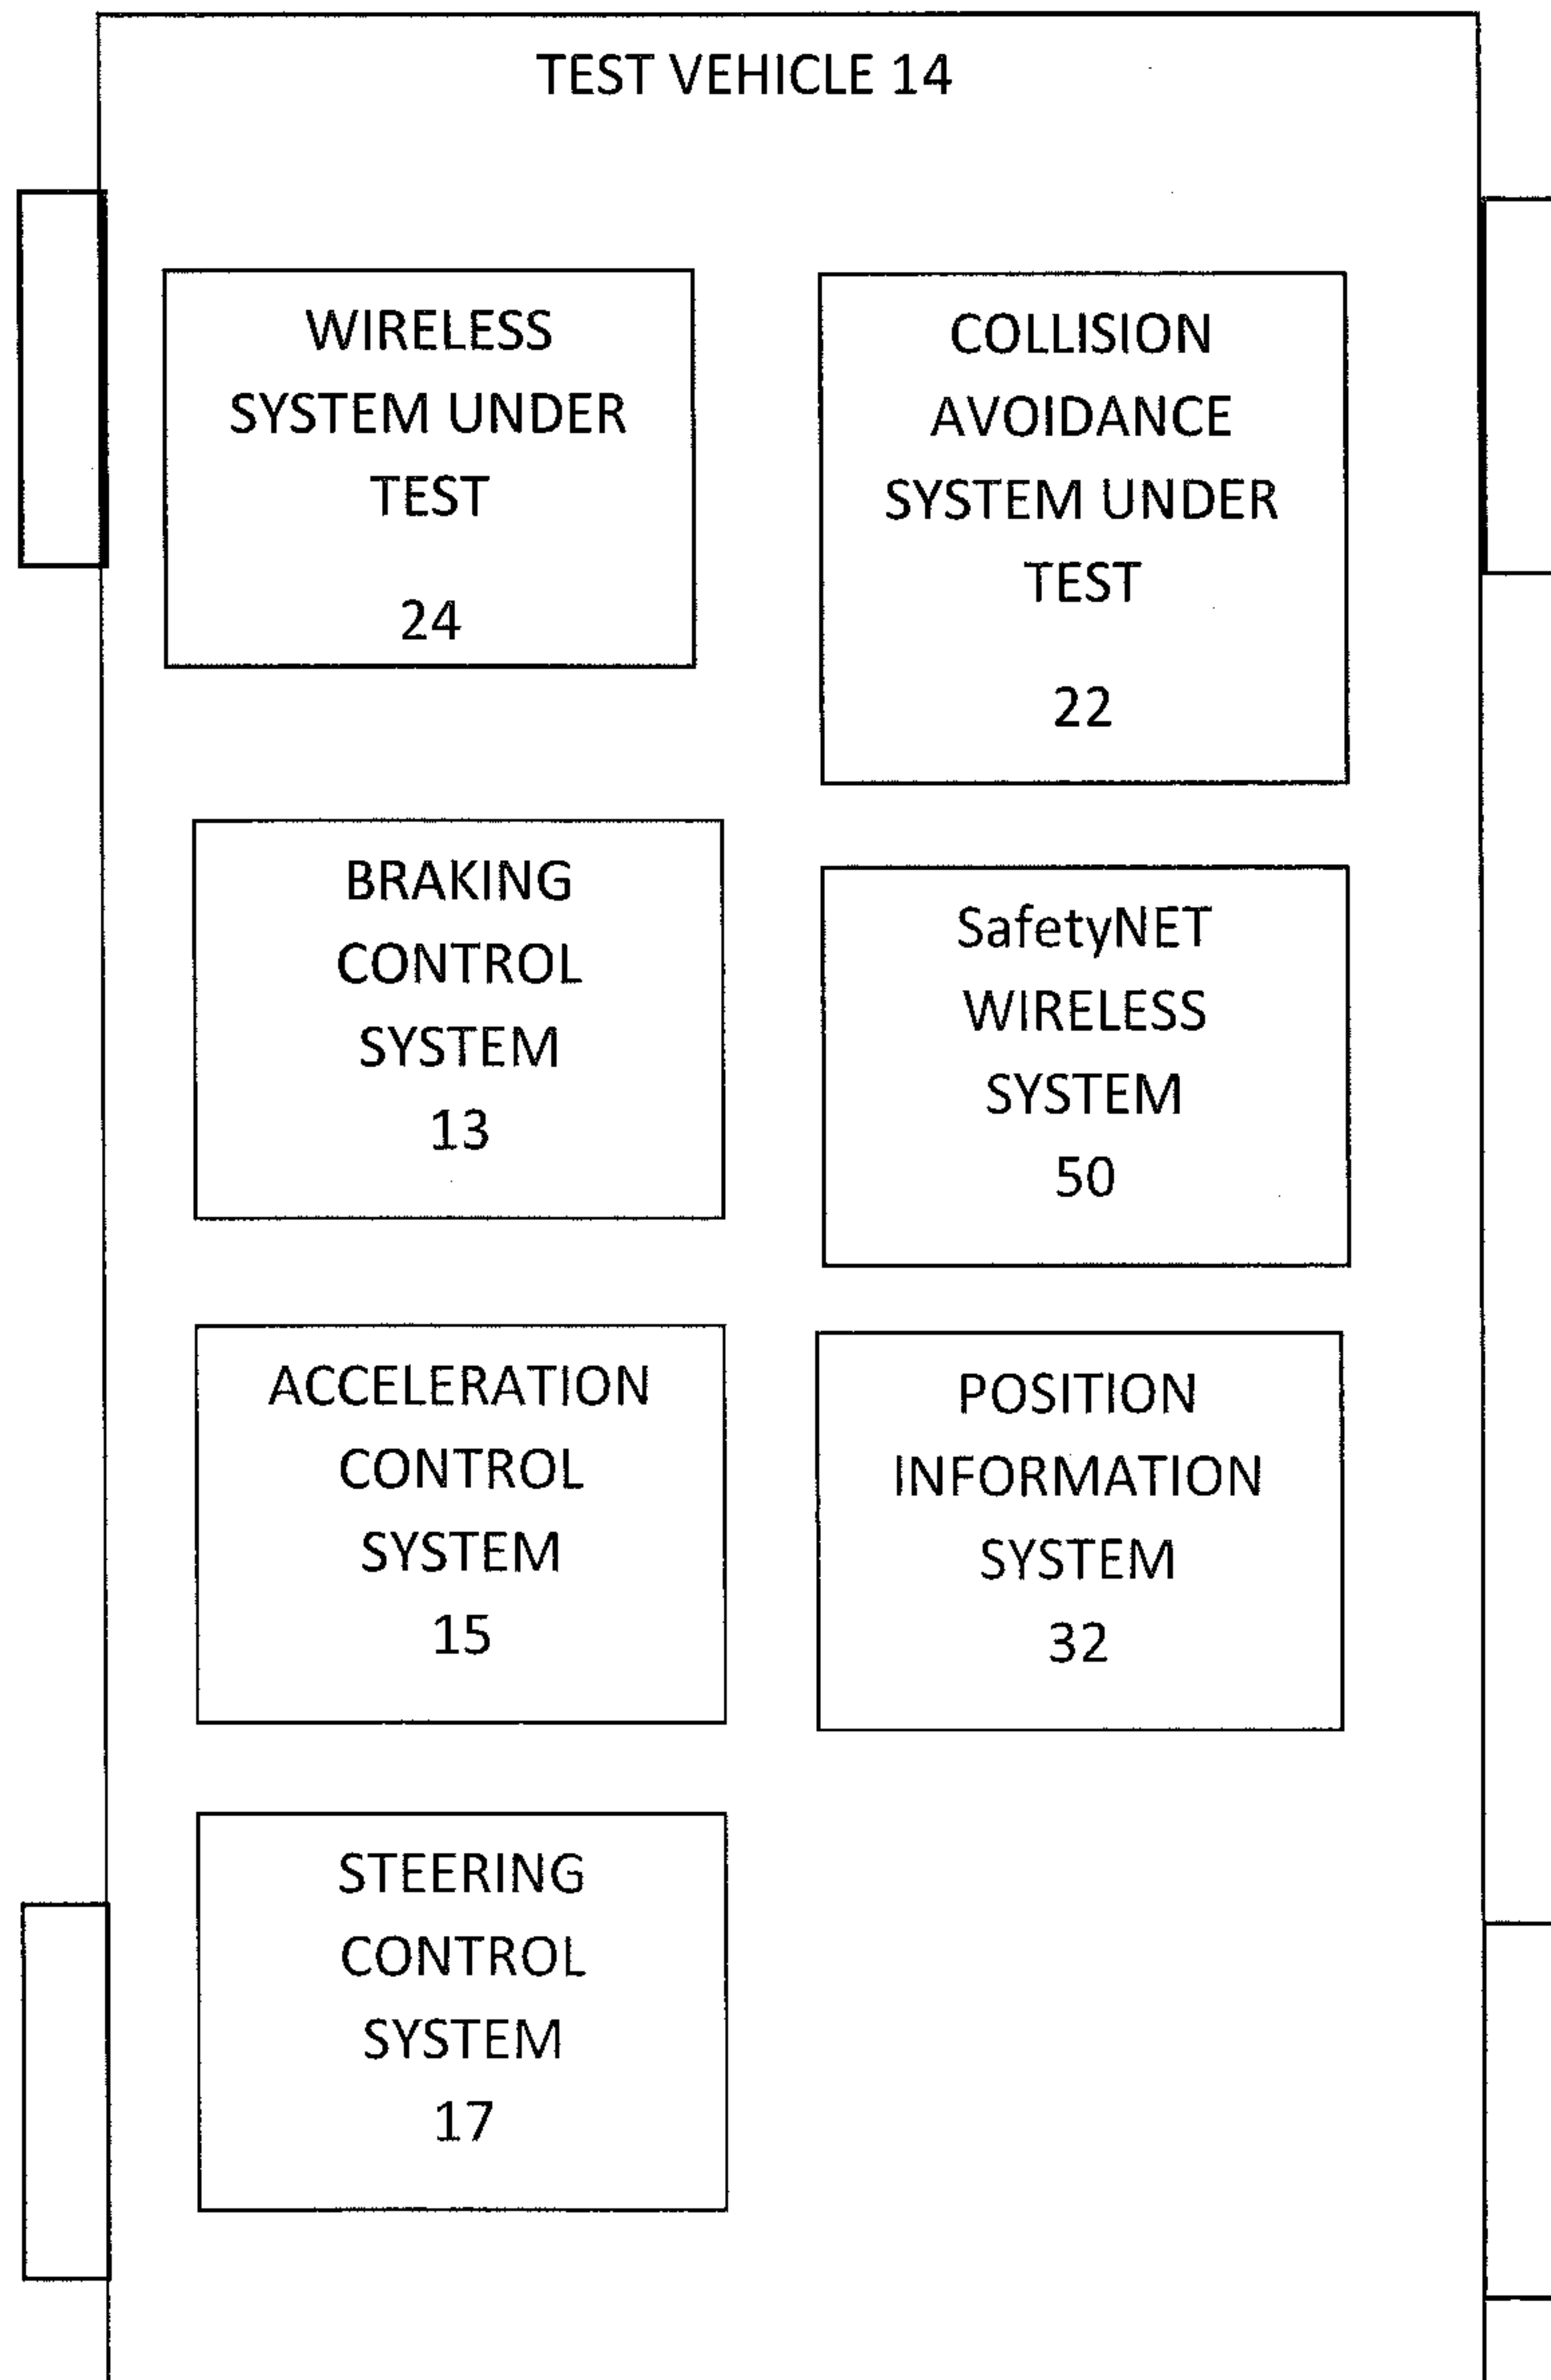 TEST VEHICLE 14
WIRELESS
SYSTEM UNDER
TEST
24
COLLISION
AVOIDANCE
SYSTEM UNDER
TEST
22
BRAKING
CONTROL
SYSTEM
13
SafetyNET
WIRELESS
SYSTEM
50
ACCELERATION
CONTROL
SYSTEM
15
POSITION
INFORMATION
SYSTEM
32
STEERING
CONTROL
SYSTEM
17